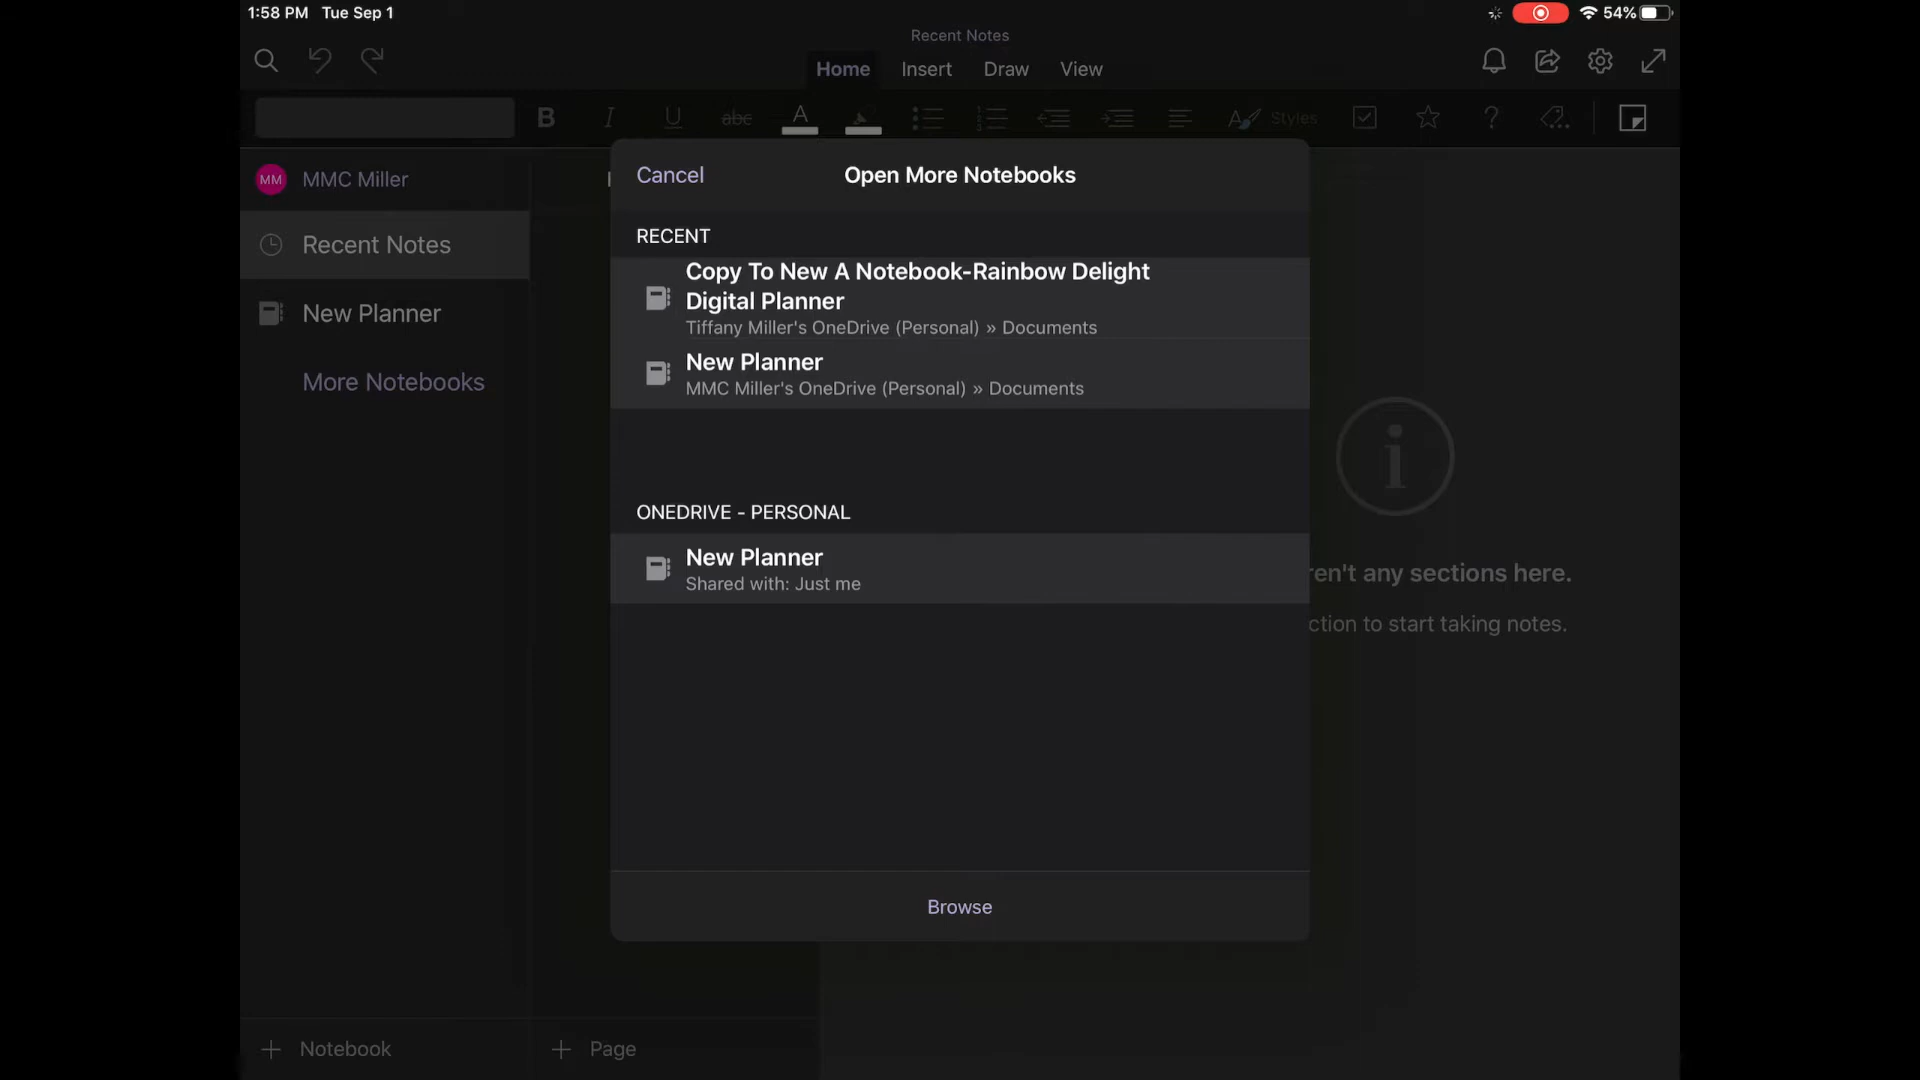 1:58 PM Tue Sep 1
54%
Recent Notes
Home Insert Draw View
B I U abc A Styles ?
MM MMC Miller
Recent Notes
New Planner
More Notebooks
Cancel Open More Notebooks
RECENT
Copy To New A Notebook-Rainbow Delight
Digital Planner
Tiffany Miller's OneDrive (Personal) » Documents
New Planner
MMC Miller's OneDrive (Personal) » Documents
ONEDRIVE - PERSONAL
New Planner
Shared with: Just me
Browse
any sections here.
to start taking notes.
+ Notebook
+ Page